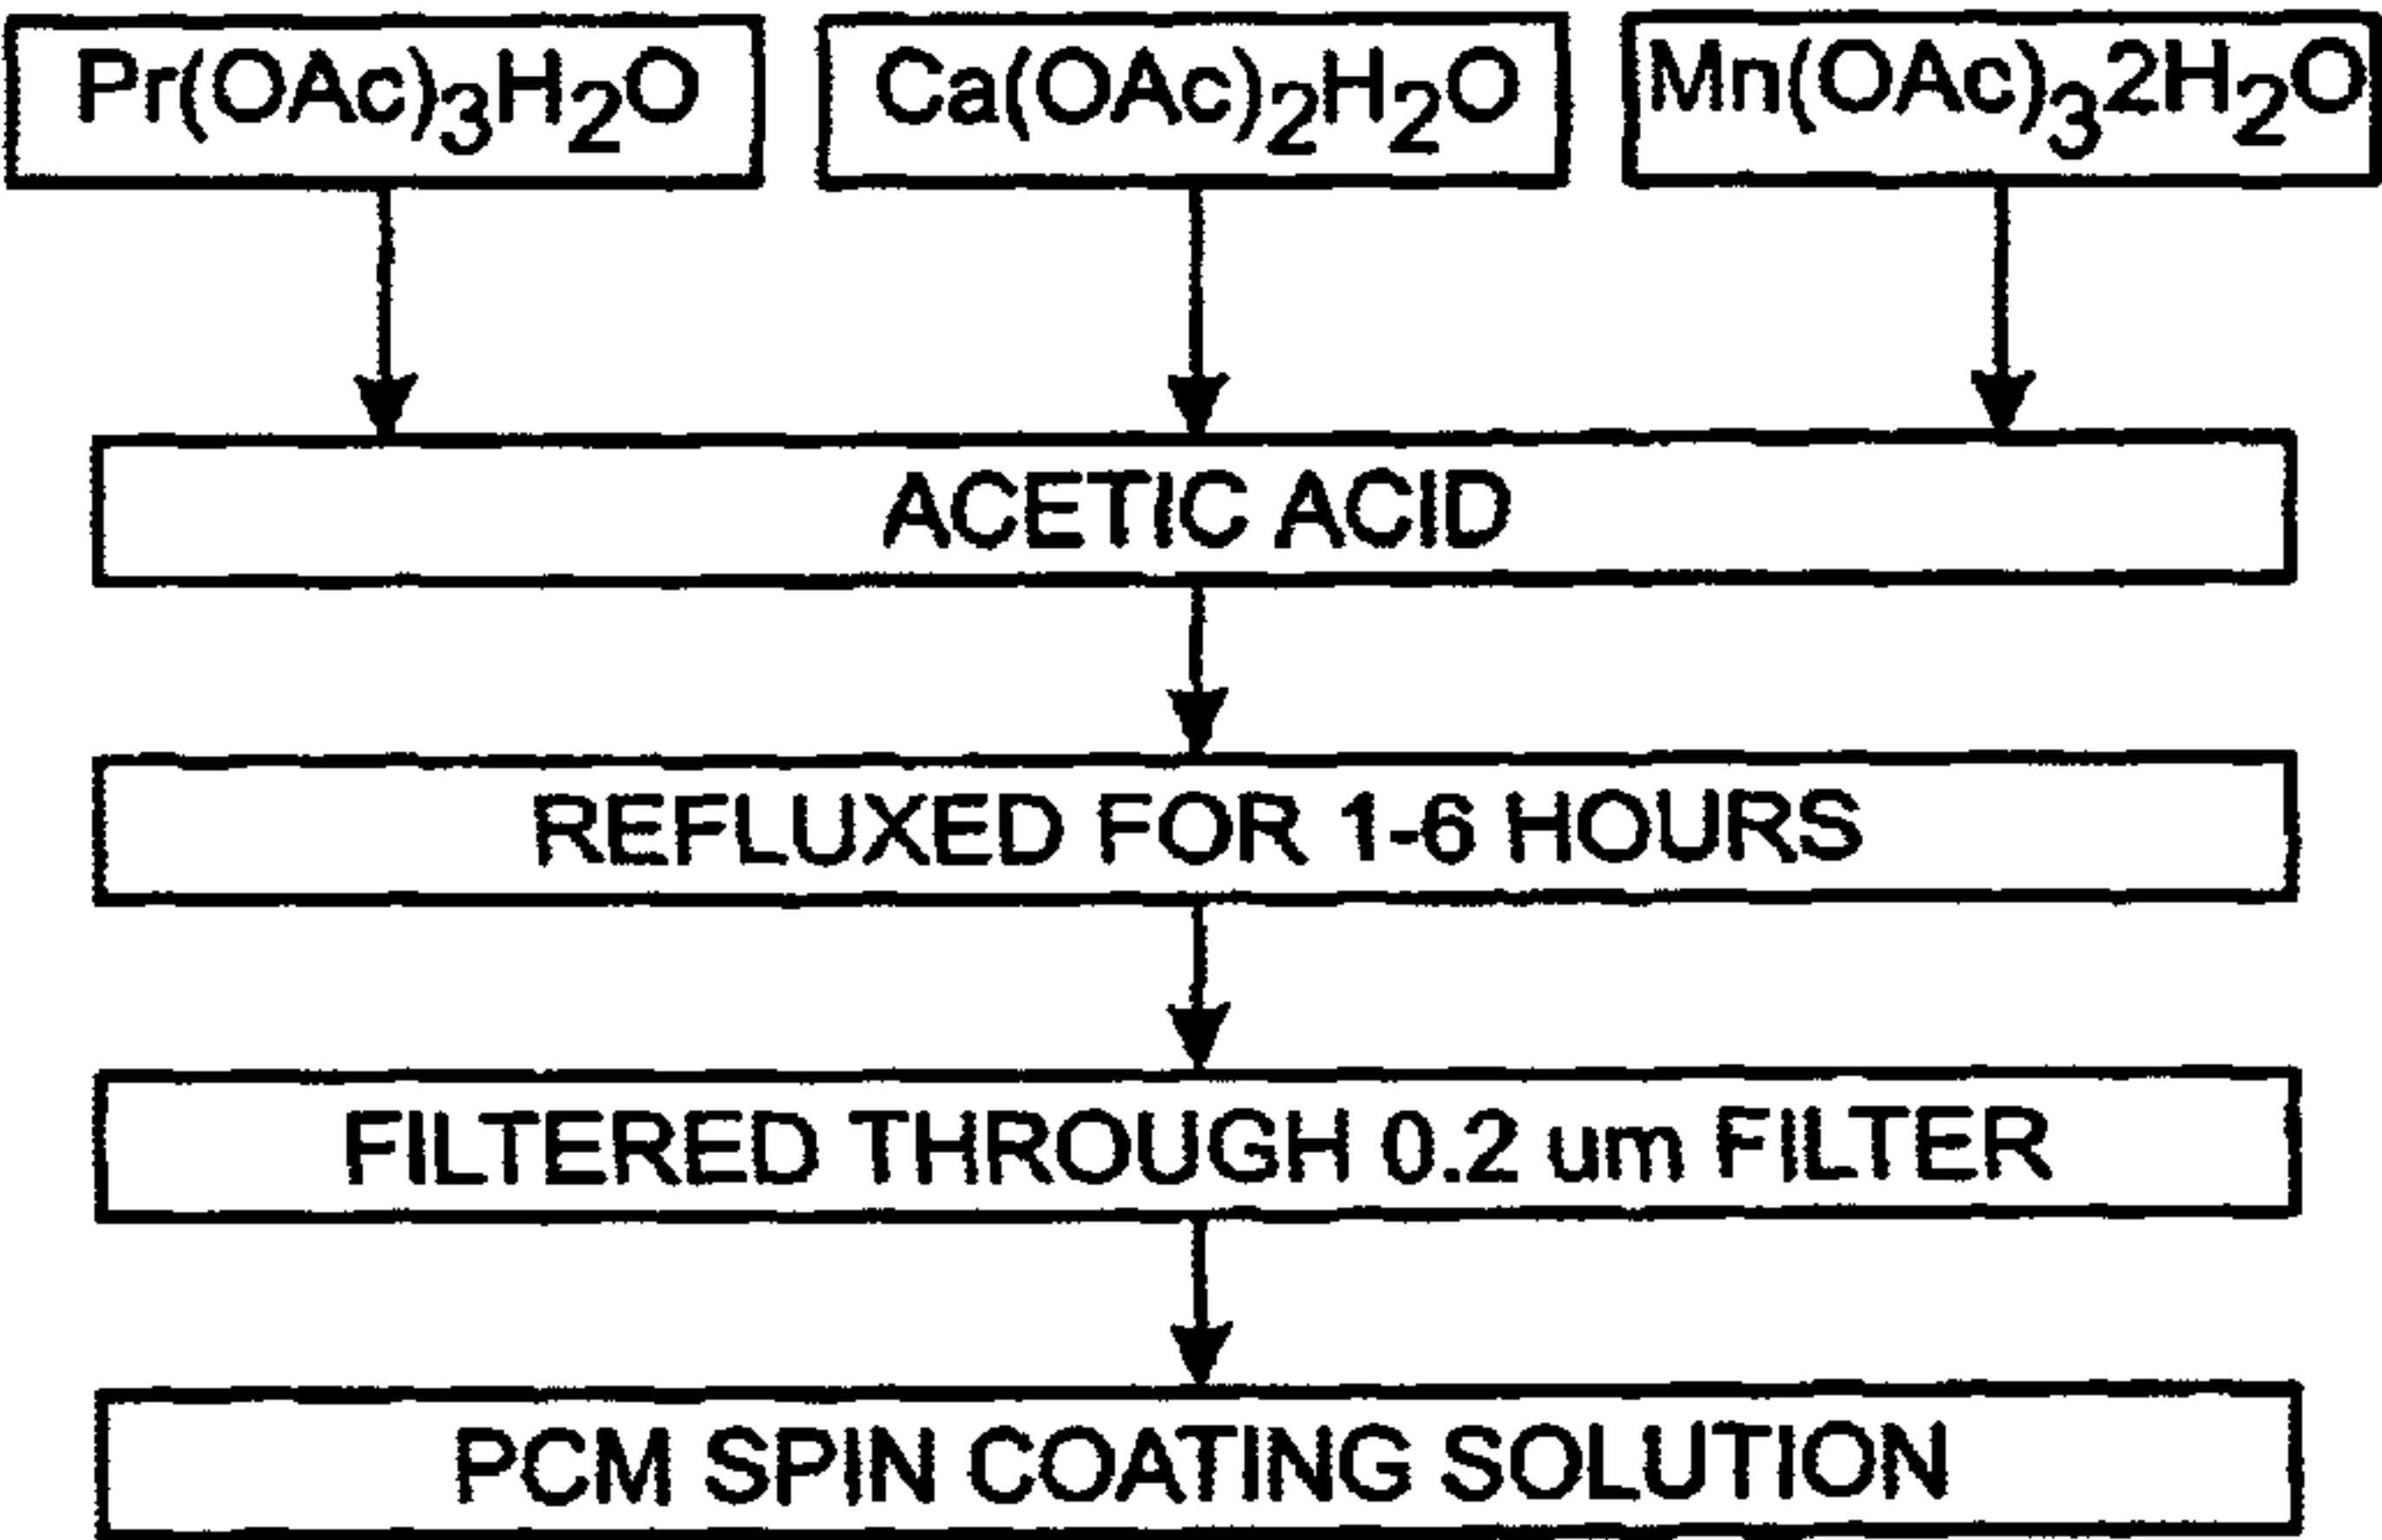 Pr(OAc)₃H₂O
Ca(OAc)₂H₂O
Mn(OAc)₃2H₂O
ACETIC ACID
REFLUXED FOR 1-6 HOURS
FILTERED THROUGH 0.2 um FILTER
PCM SPIN COATING SOLUTION